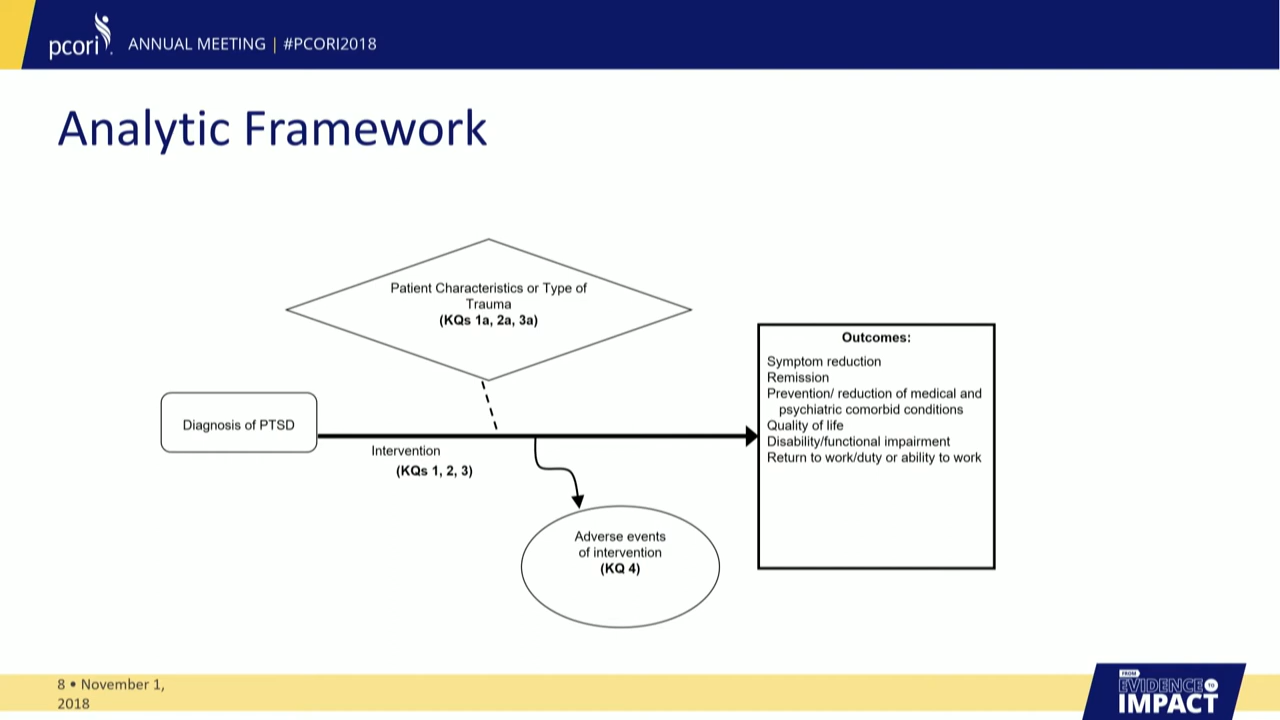 pcori
ANNUAL MEETING | #PCORI2018
Analytic Framework
Patient Characteristics or Type of
Trauma
(KQs 1a, 2a, 3a)
Diagnosis of PTSD
Intervention
(KQs 1, 2, 3)
Adverse events
of intervention
(KQ 4)
Outcomes:
Symptom reduction
Remission
Prevention/ reduction of medical and
psychiatric comorbid conditions
Quality of life
Disability/functional impairment
Return to work/duty or ability to work
8 • November 1,
2018
FROM
EVIDENCE TO
IMPACT